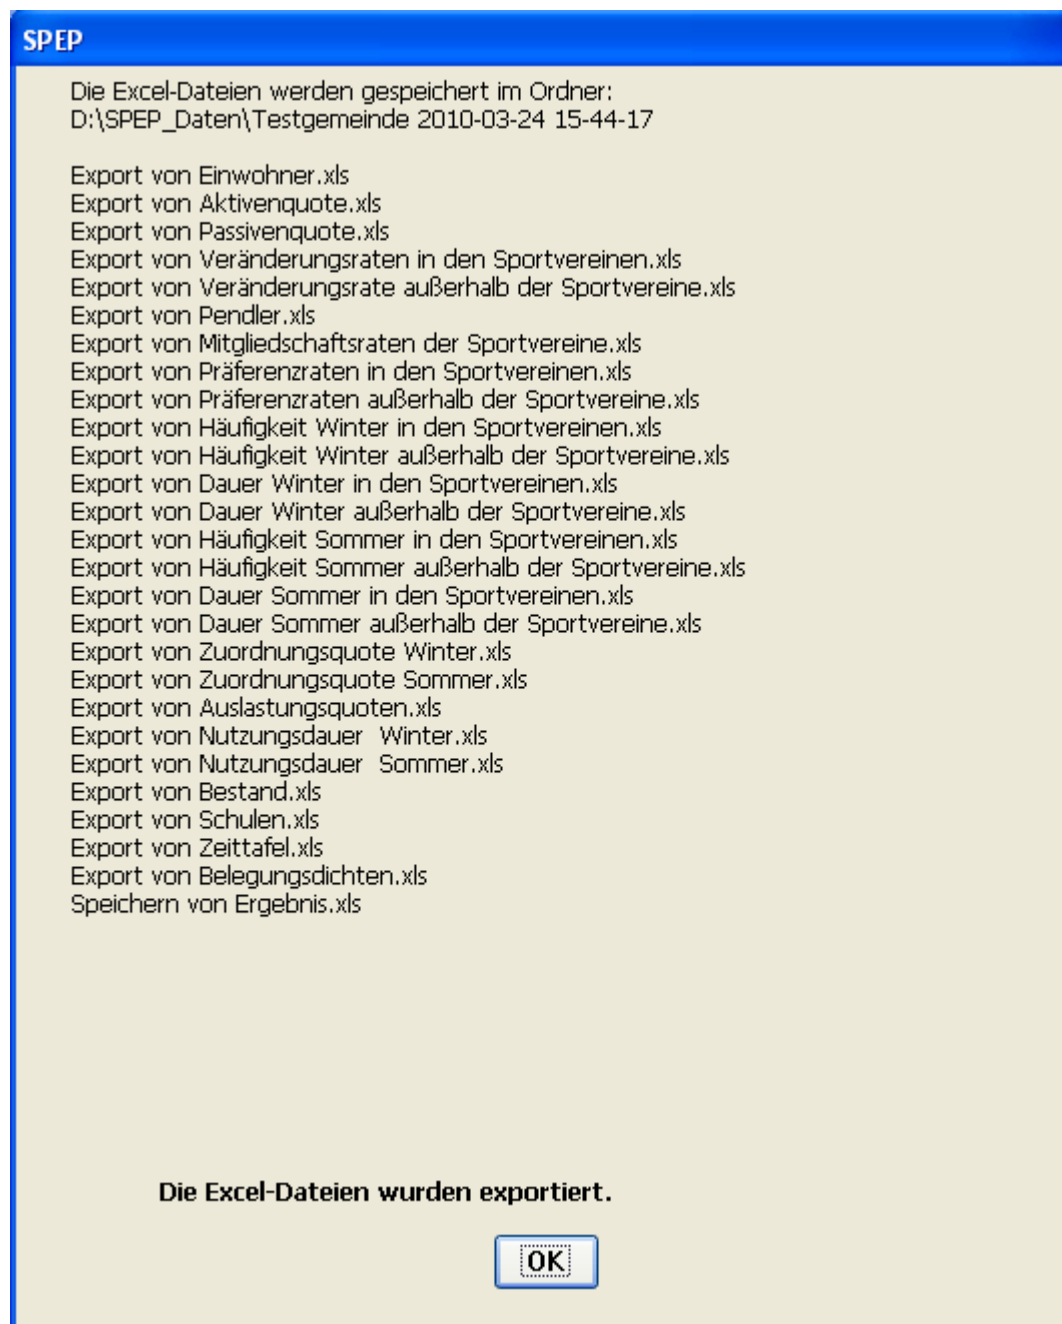 SPEP
Die Excel-Dateien werden gespeichert im Ordner:
D:\SPEP_Daten\Testgemeinde 2010-03-24 15-44-17
Export von Einwohner.xls
Export von Aktivenquote.xls
Export von Passivenquote.xls
Export von Veränderungsraten in den Sportvereinen.xls
Export von Veränderungsrate außerhalb der Sportvereine.xls
Export von Pendler.xls
Export von Mitgliedschaftsraten der Sportvereine.xls
Export von Präferenzraten in den Sportvereinen.xls
Export von Präferenzraten außerhalb der Sportvereine.xls
Export von Häufigkeit Winter in den Sportvereinen.xls
Export von Häufigkeit Winter außerhalb der Sportvereine.xls
Export von Dauer Winter in den Sportvereinen.xls
Export von Dauer Winter außerhalb der Sportvereine.xls
Export von Häufigkeit Sommer in den Sportvereinen.xls
Export von Häufigkeit Sommer außerhalb der Sportvereine.xls
Export von Dauer Sommer in den Sportvereinen.xls
Export von Dauer Sommer außerhalb der Sportvereine.xls
Export von Zuordnungsquote Winter.xls
Export von Zuordnungsquote Sommer.xls
Export von Auslastungsquoten.xls
Export von Nutzungsdauer  Winter.xls
Export von Nutzungsdauer  Sommer.xls
Export von Bestand.xls
Export von Schulen.xls
Export von Zeittafel.xls
Export von Belegungsdichten.xls
Speichern von Ergebnis.xls
Die Excel-Dateien wurden exportiert.
OK